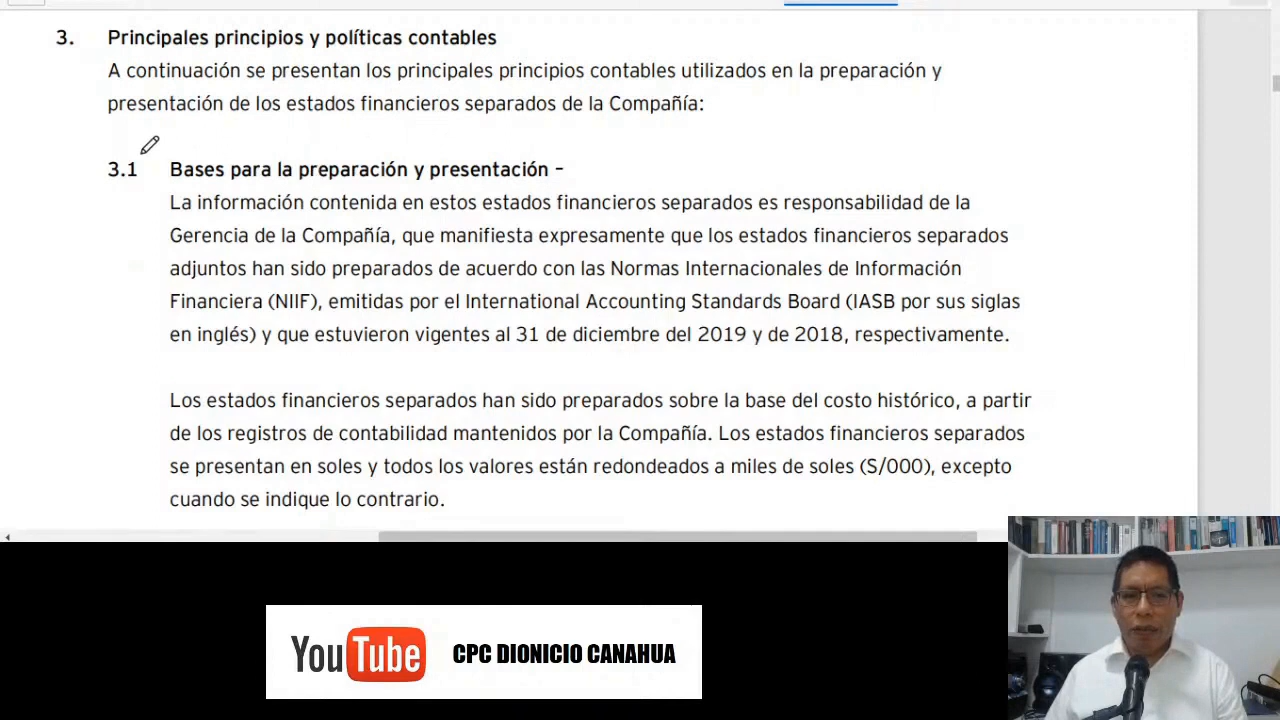 3. Principales principios y políticas contables
A continuación se presentan los principales principios contables utilizados en la preparación y
presentación de los estados financieros separados de la Compañía:
3.1 Bases para la preparación y presentación –
La información contenida en estos estados financieros separados es responsabilidad de la
Gerencia de la Compañía, que manifiesta expresamente que los estados financieros separados
adjuntos han sido preparados de acuerdo con las Normas Internacionales de Información
Financiera (NIIF), emitidas por el International Accounting Standards Board (IASB por sus siglas
en inglés) y que estuvieron vigentes al 31 de diciembre del 2019 y de 2018, respectivamente.
Los estados financieros separados han sido preparados sobre la base del costo histórico, a partir
de los registros de contabilidad mantenidos por la Compañía. Los estados financieros separados
se presentan en soles y todos los valores están redondeados a miles de soles (S/000), excepto
cuando se indique lo contrario.
YouTube CPC DIONICIO CANAHUA